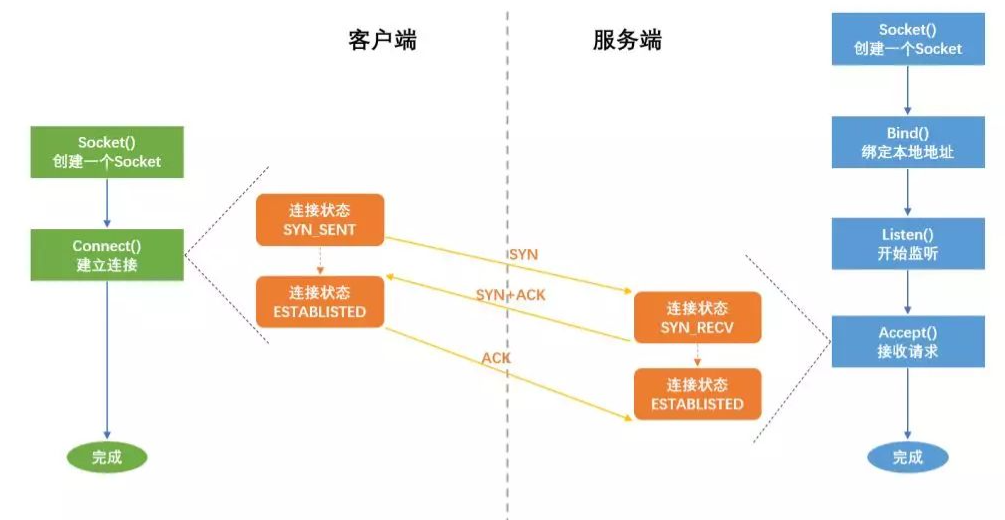 客户端
服务端
Socket()
创建一个Socket
Connect()
建立连接
完成
连接状态
SYN_SENT
连接状态
ESTABLISTED
SYN
SYN+ACK
ACK
连接状态
SYN_RECV
连接状态
ESTABLISTED
Socket()
创建一个Socket
Bind()
绑定本地地址
Listen()
开始监听
Accept()
接收请求
完成